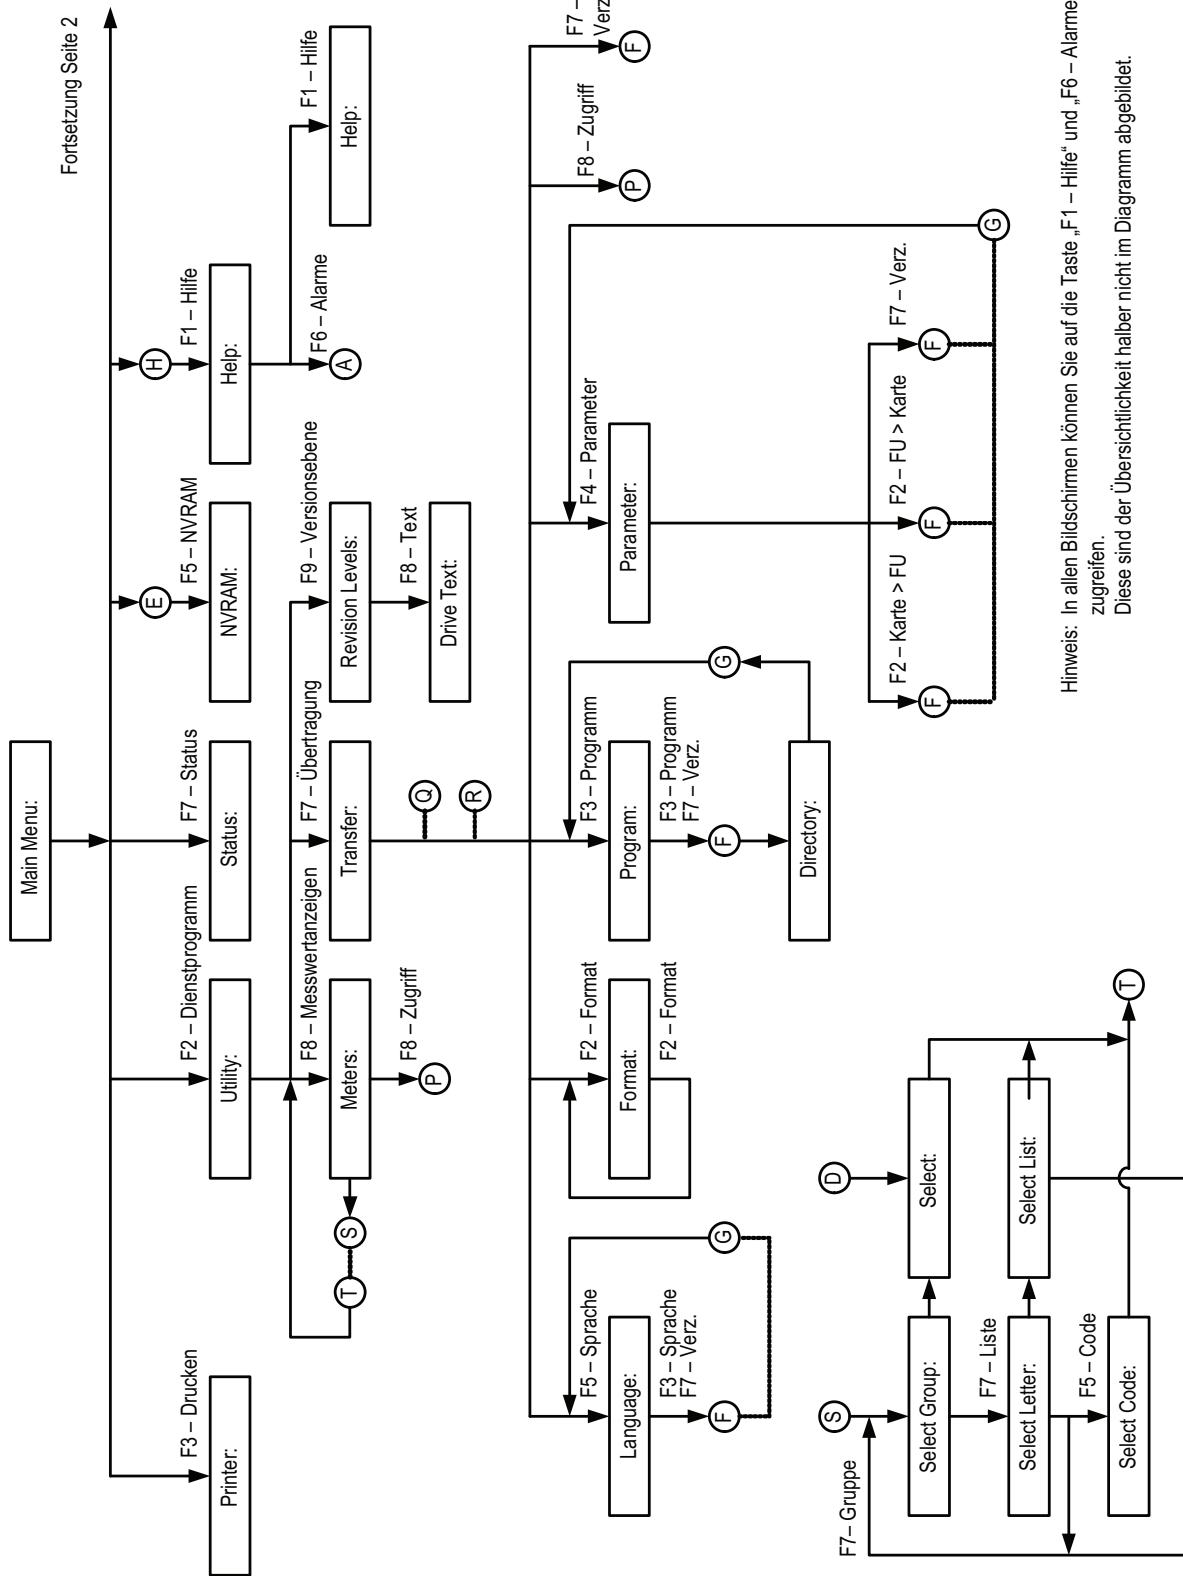 Main Menu:
Fortsetzung Seite 2
F3 – Drucken
F2 – Dienstprogramm
F7 – Status
E
F5 – NVRAM
H
F1 – Hilfe
Printer:
Utility:
Status:
NVRAM:
Help:
F8 – Messwertanzeigen
F7 – Übertragung
F9 – Versionsebene
F6 – Alarme
F1 – Hilfe
T
S
Meters:
Transfer:
Revision Levels:
A
Help:
F8 – Zugriff
F8 – Text
P
Q
Drive Text:
R
F5 – Sprache
F2 – Format
F3 – Programm
F4 – Parameter
F8 – Zugriff
F7 –
Verz.
Language:
Format:
Program:
Parameter:
P
F
F3 – Sprache
F7 – Verz.
F2 – Format
F3 – Programm
F7 – Verz.
F
G
F
G
Directory:
F2 – Karte > FU
F2 – FU > Karte
F7 – Verz.
F
F
F
G
F7– Gruppe
S
D
Select Group:
Select:
F7 – Liste
Select Letter:
Select List:
F5 – Code
Select Code:
T
Hinweis: In allen Bildschirmen können Sie auf die Taste „F1 – Hilfe“ und „F6 – Alarme
zugreifen.
Diese sind der Übersichtlichkeit halber nicht im Diagramm abgebildet.